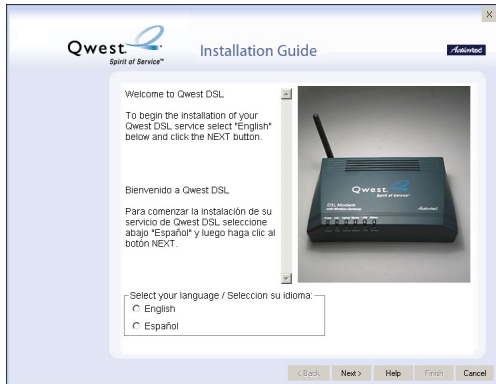 X
Qwest.
Spirit of Service™
Installation Guide
Actiontec
Welcome to Qwest DSL
To begin the installation of your
Qwest DSL service select "English"
below and click the NEXT button.
Bienvenido a Qwest DSL
Para comenzar la instalación de su
servicio de Qwest DSL seleccione
abajo "Español" y luego haga clic al
botón NEXT.
Qwest.
Spirit of Service
DSL Modem
Actiontec
Select your language / Seleccion su idioma:
English
Español
< Back
Next >
Help
Finish
Cancel